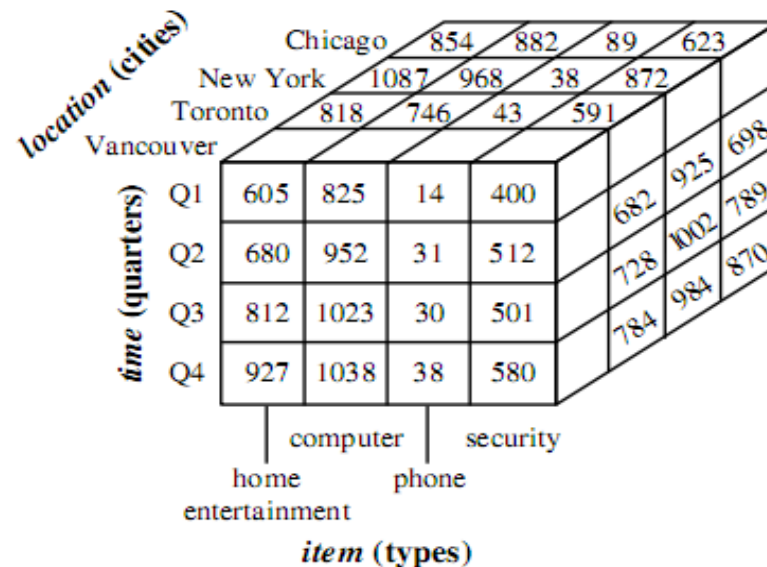 location (cities)
Chicago 854 882 89 623
New York 1087 968 38 872
Toronto 818 746 43 591
Vancouver
time (quarters)
Q1 605 825 14 400 682 925 698
Q2 680 952 31 512 728 1002 789
Q3 812 1023 30 501 784 984 870
Q4 927 1038 38 580
computer security
home phone
entertainment
item (types)